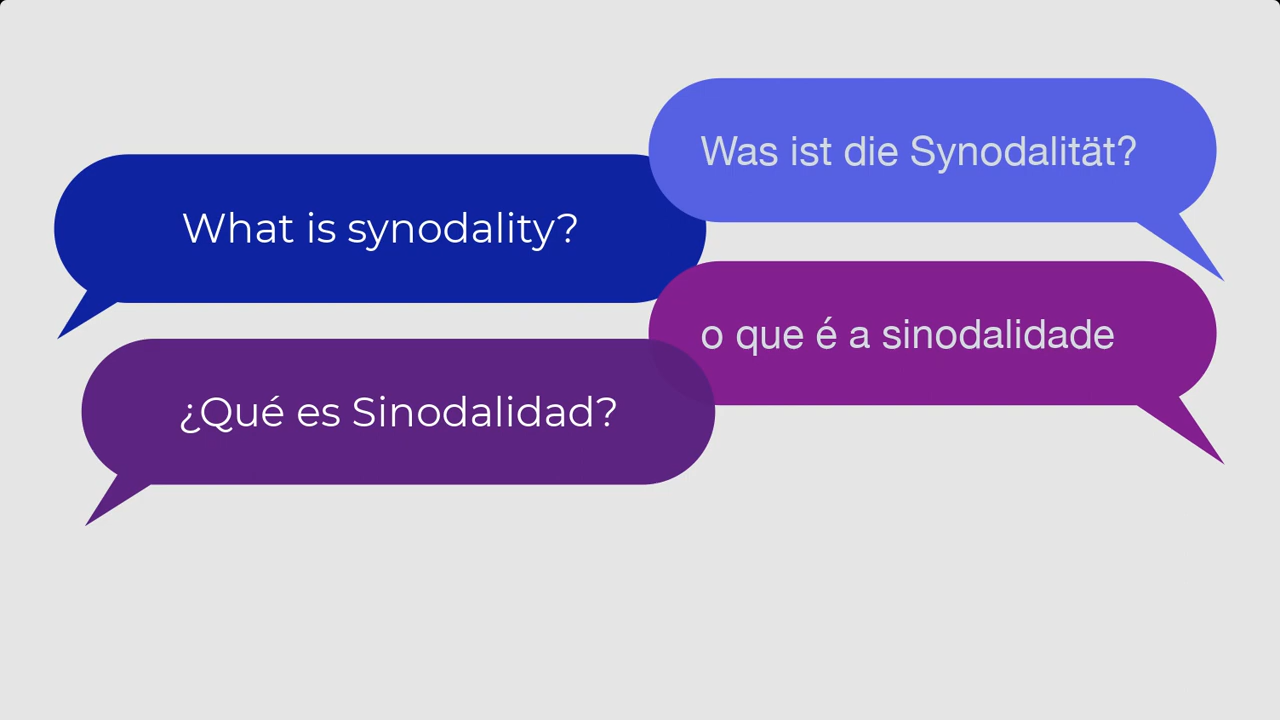 Was ist die Synodalität?
What is synodality?
o que é a sinodalidade
¿Qué es Sinodalidad?